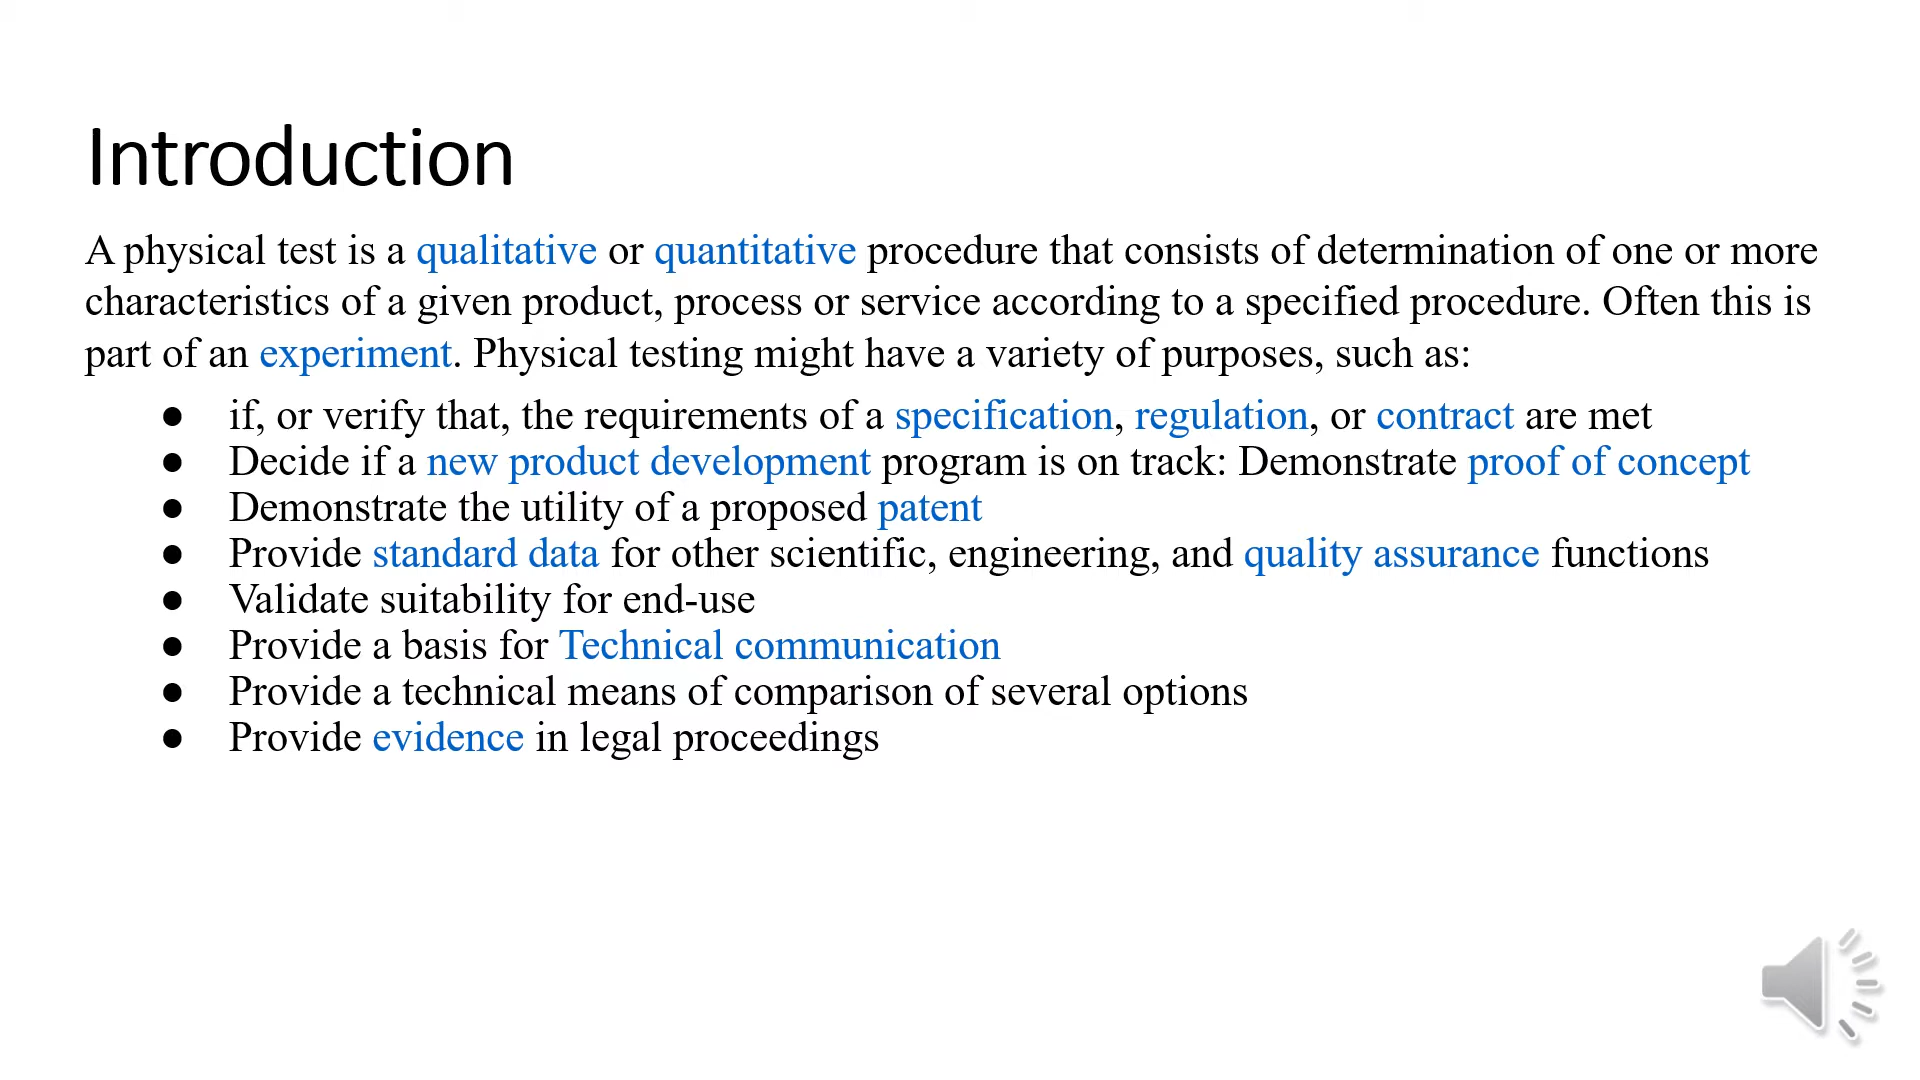 Introduction
A physical test is a qualitative or quantitative procedure that consists of determination of one or more
characteristics of a given product, process or service according to a specified procedure. Often this is
part of an experiment. Physical testing might have a variety of purposes, such as:
● if, or verify that, the requirements of a specification, regulation, or contract are met
● Decide if a new product development program is on track: Demonstrate proof of concept
● Demonstrate the utility of a proposed patent
● Provide standard data for other scientific, engineering, and quality assurance functions
● Validate suitability for end-use
● Provide a basis for Technical communication
● Provide a technical means of comparison of several options
● Provide evidence in legal proceedings